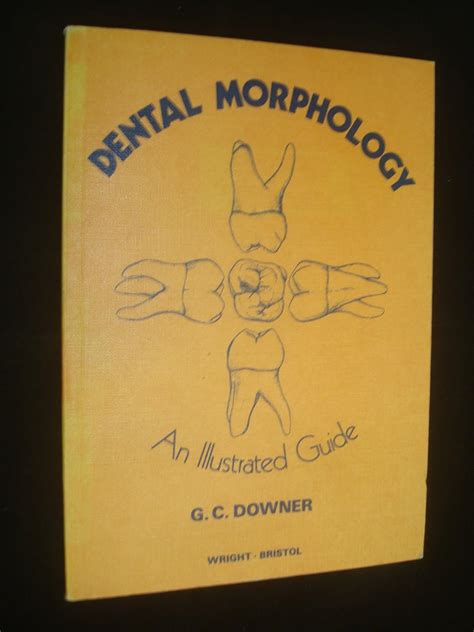 DENTAL MORPHOLOGY
An Illustrated Guide
G. C. DOWNER
WRIGHT · BRISTOL